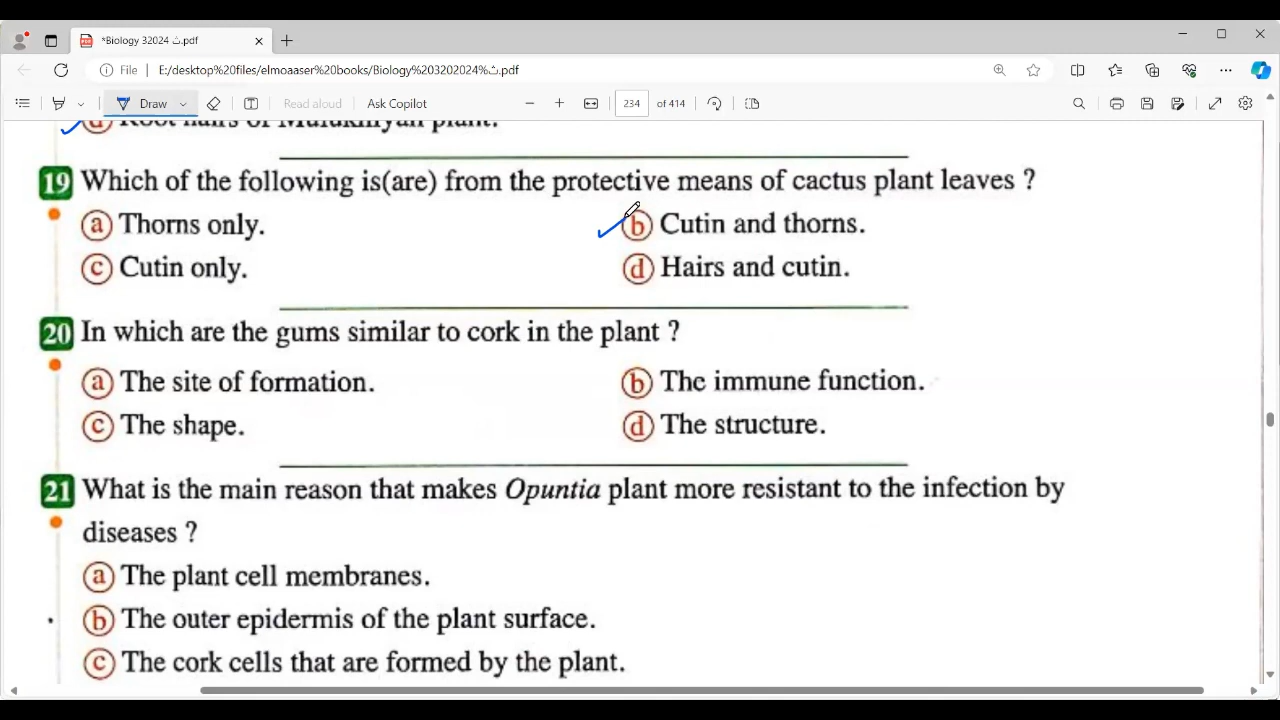 *Biology 32024 ث.pdf
File E:/desktop%20files/elmoaaser%20books/Biology%203202024%ث.pdf
Draw Read aloud Ask Copilot 234 of 414
d Root hairs of Mulukhiyah plant.
19 Which of the following is(are) from the protective means of cactus plant leaves ?
a Thorns only. b Cutin and thorns.
c Cutin only. d Hairs and cutin.
20 In which are the gums similar to cork in the plant ?
a The site of formation. b The immune function.
c The shape. d The structure.
21 What is the main reason that makes Opuntia plant more resistant to the infection by
diseases ?
a The plant cell membranes.
b The outer epidermis of the plant surface.
c The cork cells that are formed by the plant.